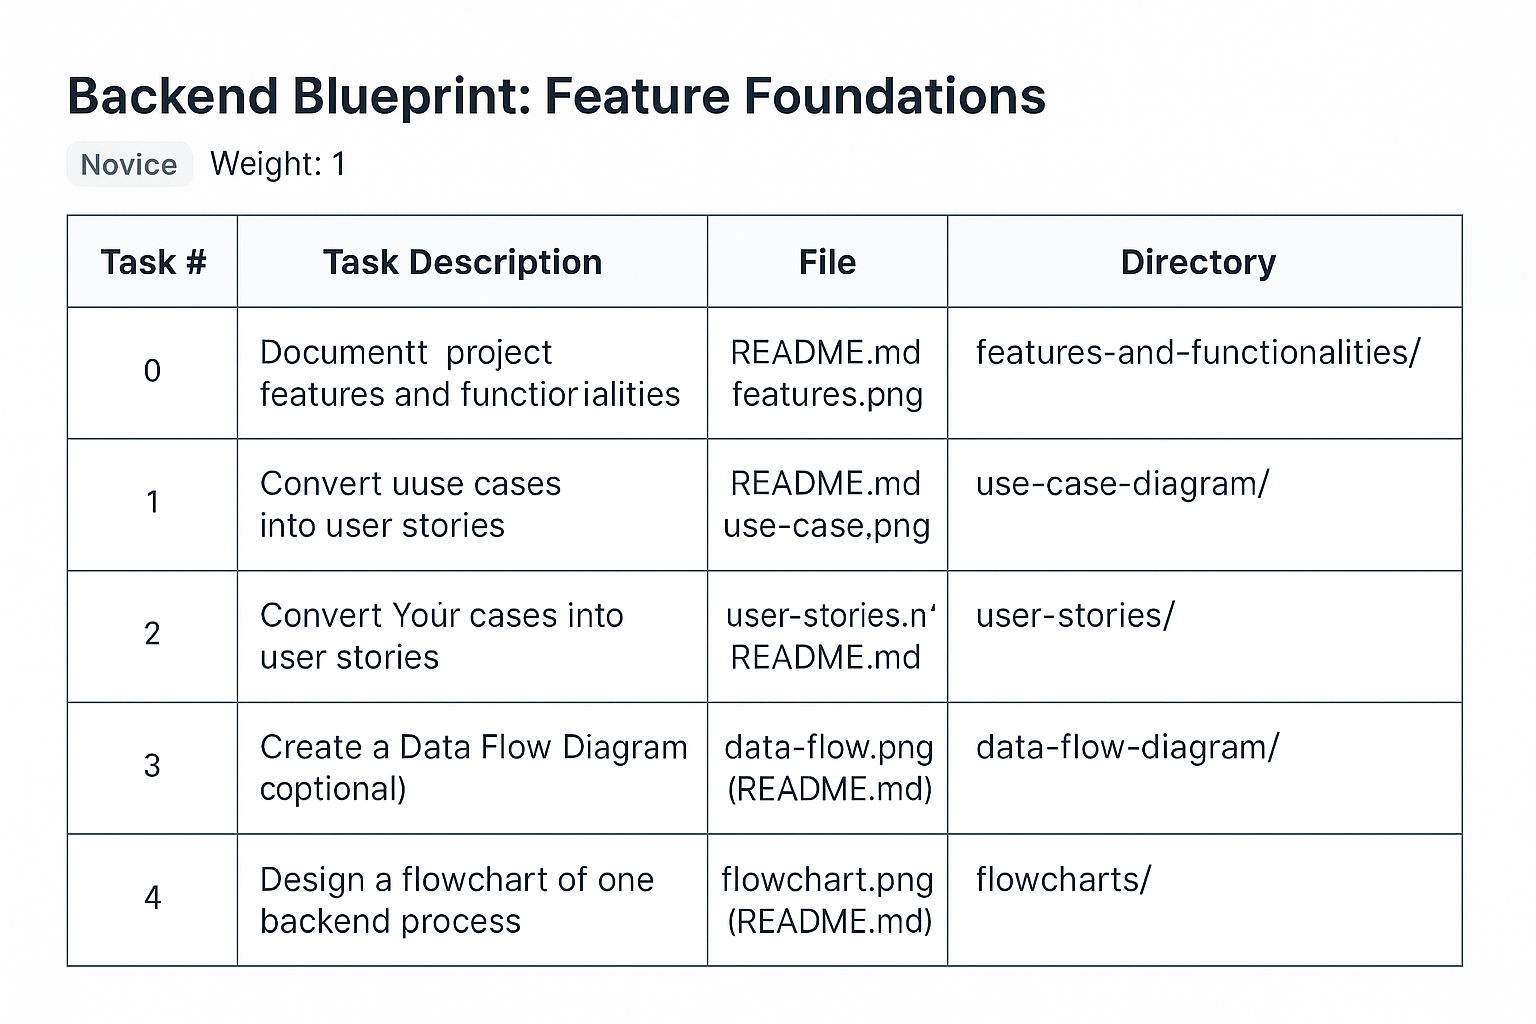 Backend Blueprint: Feature Foundations
Novice Weight: 1
Task # Task Description File Directory
0 Documentt project README.md features-and-functionalities/
features and functiorialities features.png
1 Convert uuse cases README.md use-case-diagram/
into user stories use-case,png
2 Convert Yoúr cases into user-stories.n‘ user-stories/
user stories README.md
3 Create a Data Flow Diagram data-flow.png data-flow-diagram/
coptional) (README.md)
4 Design a flowchart of one flowchart.png flowcharts/
backend process (README.md)